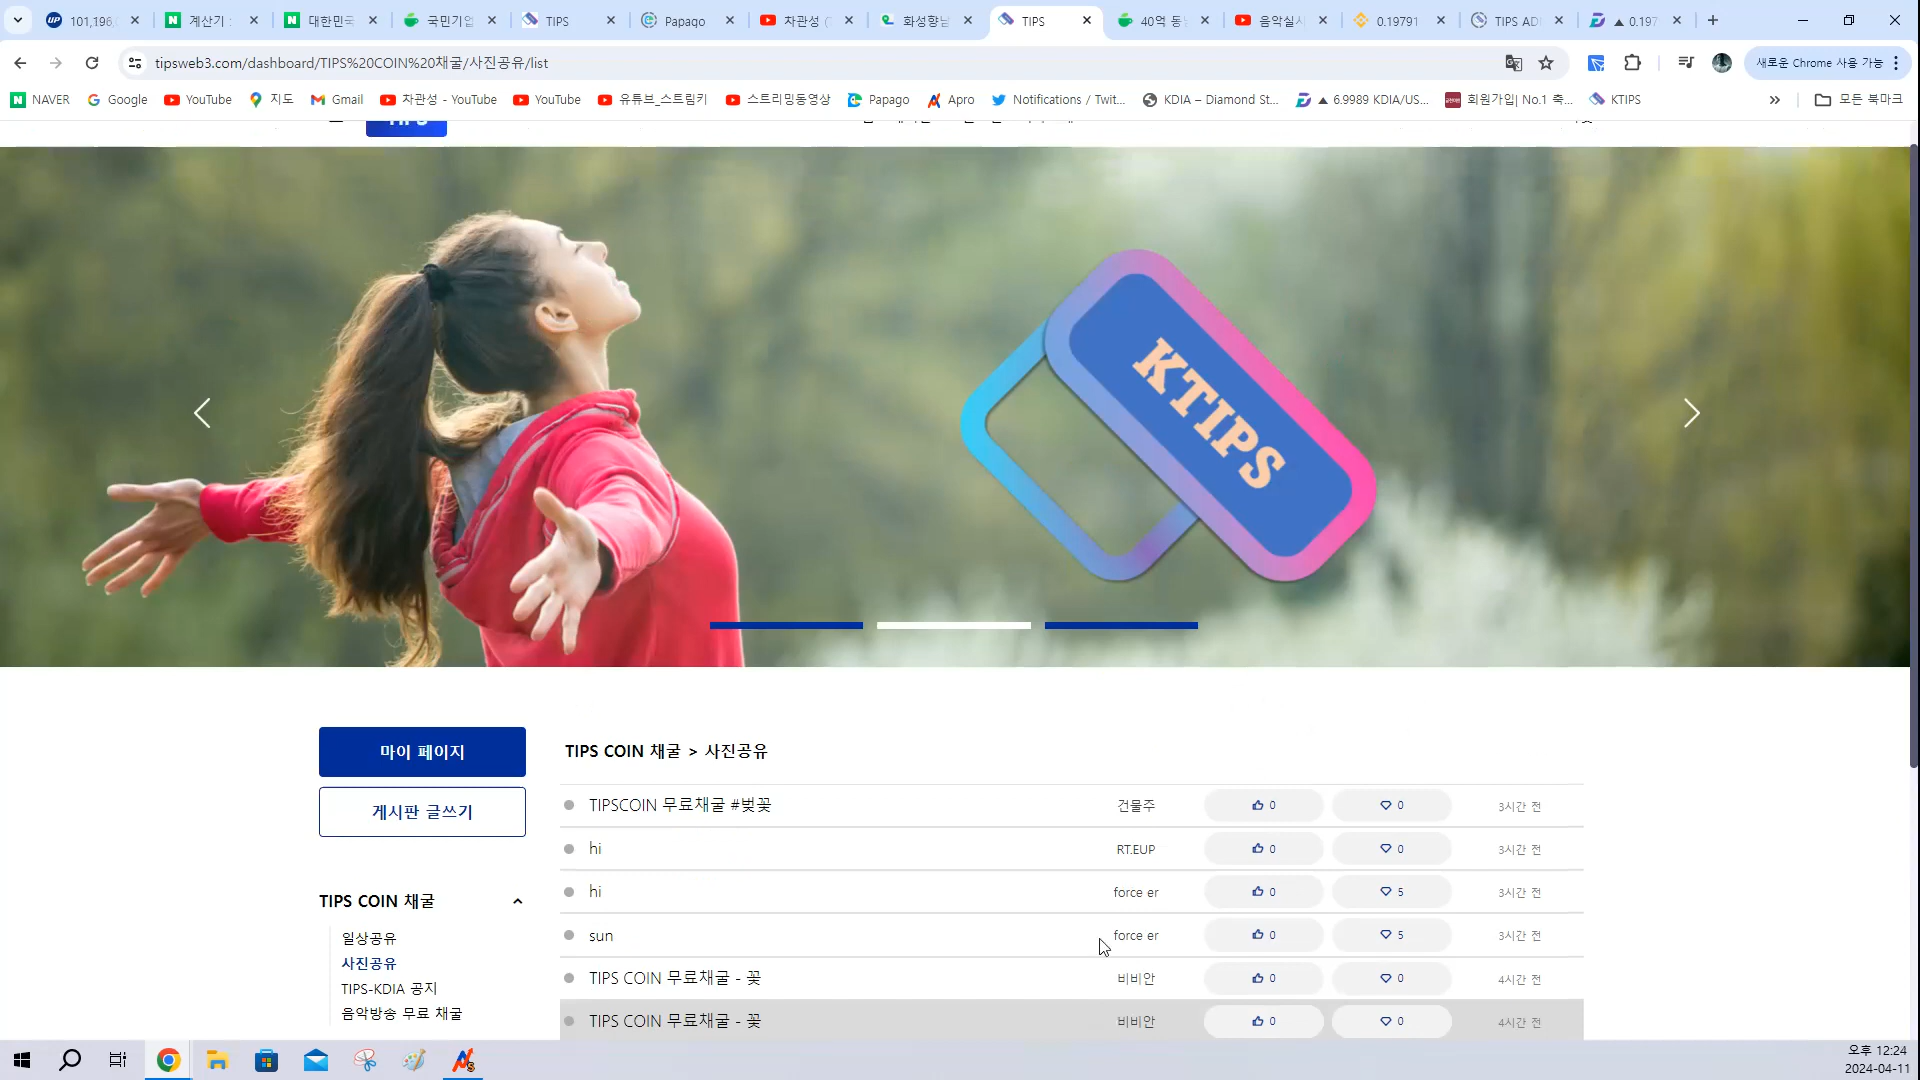 101,196,
계산기 :
대한민국
국민기업
TIPS
Papago
차관성 (
화성향남
TIPS
40억 동
음악실시
0.19791
TIPS AD
▲ 0.197
tipsweb3.com/dashboard/TIPS%20COIN%20채굴/사진공유/list
새로운 Chrome 사용 가능
NAVER
Google
YouTube
지도
Gmail
차관성 - YouTube
YouTube
유튜브_스트림키
스트리밍동영상
Papago
Apro
Notifications / Twit...
KDIA – Diamond St...
▲ 6.9989 KDIA/US...
회원가입| No.1 축...
KTIPS
모든 북마크
KTIPS
마이 페이지
게시판 글쓰기
TIPS COIN 채굴
일상공유
사진공유
TIPS-KDIA 공지
음악방송 무료 채굴
TIPS COIN 채굴 > 사진공유
TIPSCOIN 무료채굴 #벚꽃 건물주 0 0 3시간 전
hi RT.EUP 0 0 3시간 전
hi force er 0 5 3시간 전
sun force er 0 5 3시간 전
TIPS COIN 무료채굴 - 꽃 비비안 0 0 4시간 전
TIPS COIN 무료채굴 - 꽃 비비안 0 0 4시간 전
오후 12:24
2024-04-11